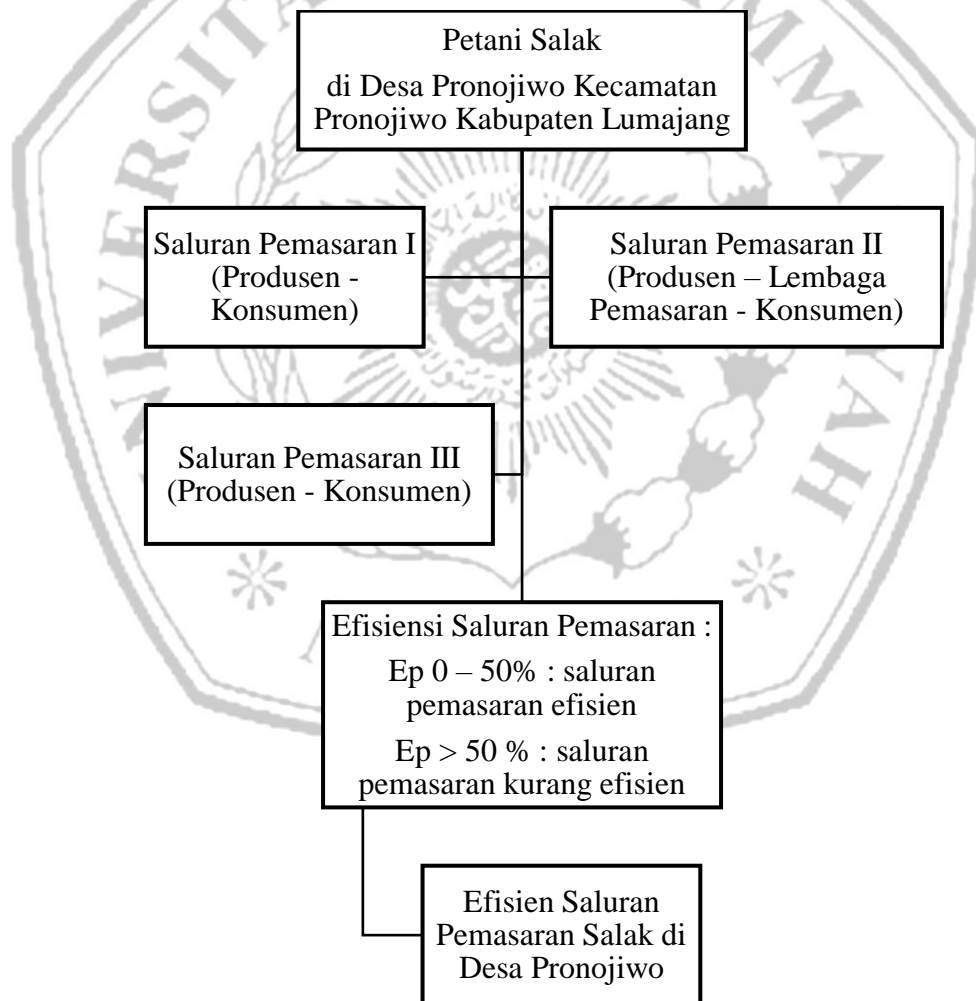 Petani Salak
di Desa Pronojiwo Kecamatan
Pronojiwo Kabupaten Lumajang
Saluran Pemasaran I
(Produsen -
Konsumen)
Saluran Pemasaran II
(Produsen – Lembaga
Pemasaran - Konsumen)
Saluran Pemasaran III
(Produsen - Konsumen)
Efisiensi Saluran Pemasaran :
Ep 0 – 50% : saluran
pemasaran efisien
Ep > 50 % : saluran
pemasaran kurang efisien
Efisien Saluran
Pemasaran Salak di
Desa Pronojiwo